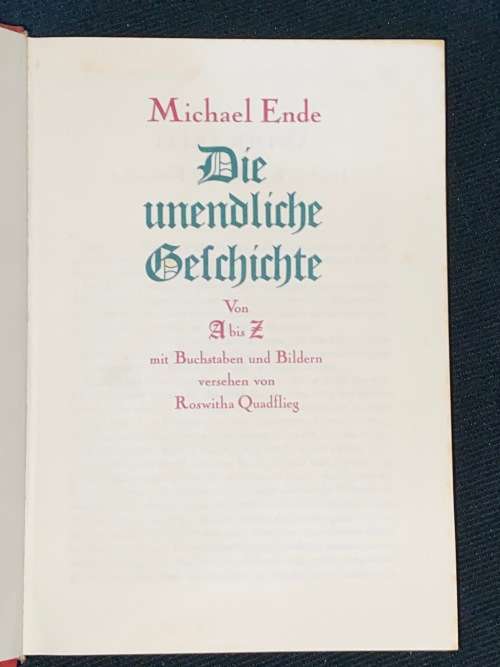 Michael Ende
Die
unendliche
Geſchichte
Von
A bis Z
mit Buchstaben und Bildern
versehen von
Roswitha Quadflieg